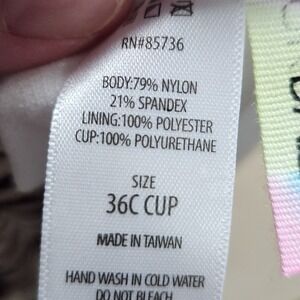 RN#85736
BODY:79% NYLON
21% SPANDEX
LINING:100% POLYESTER
CUP:100% POLYURETHANE
SIZE
36C CUP
MADE IN TAIWAN
HAND WASH IN COLD WATER
DO NOT BLEACH